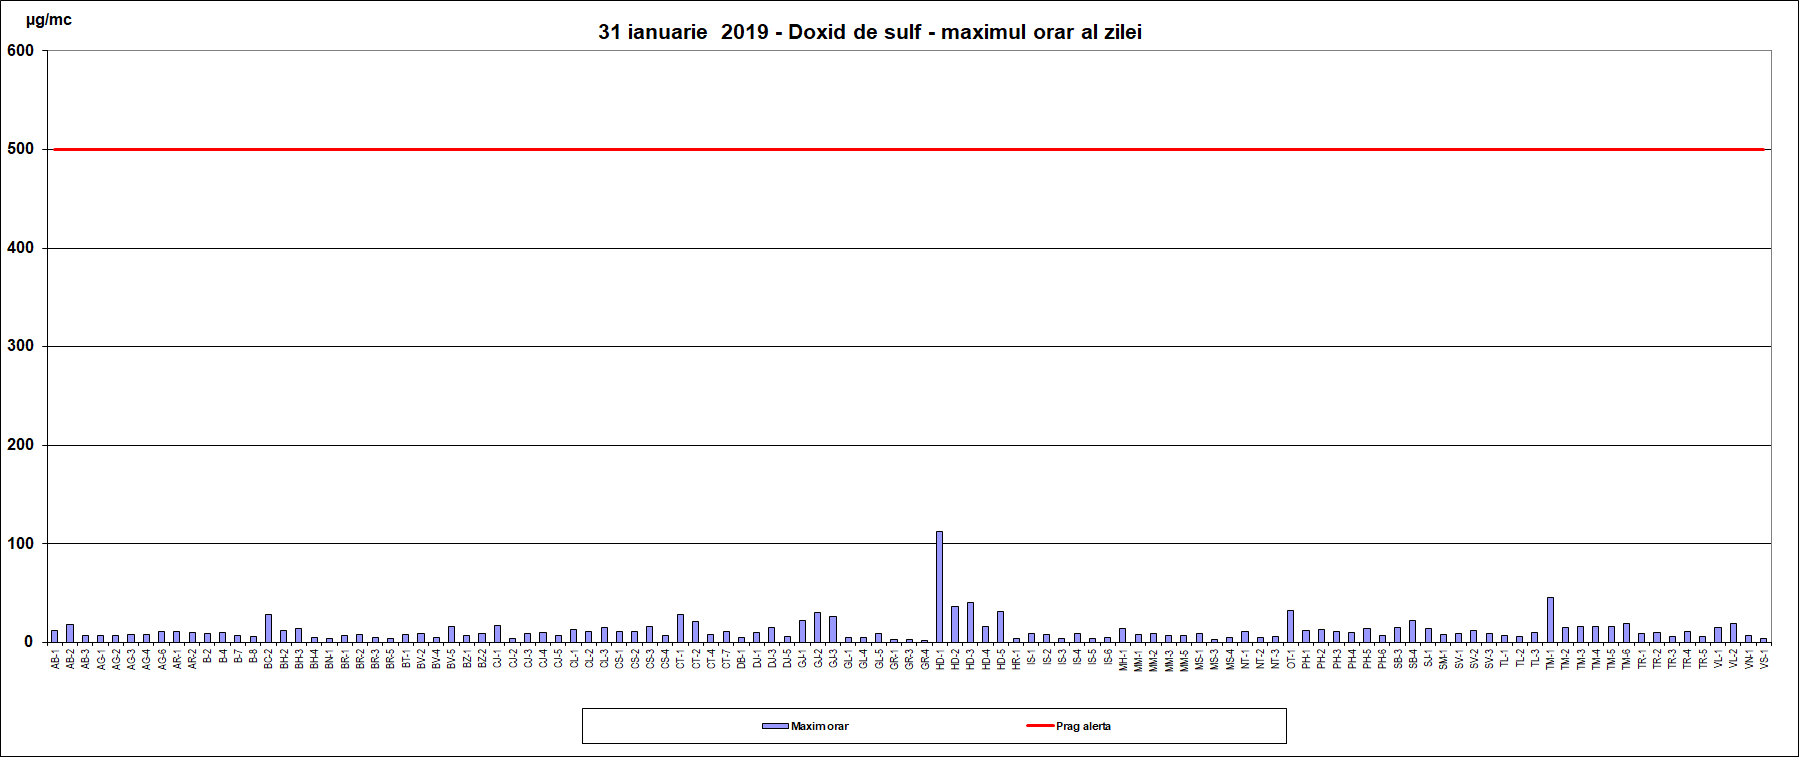 µg/mc
31 ianuarie  2019 - Doxid de sulf - maximul orar al zilei
600
500
400
300
200
100
0
AB-1
AB-2
AB-3
AG-1
AG-2
AG-3
AG-4
AG-6
AR-1
AR-2
B-2
B-4
B-7
B-8
BC-2
BH-2
BH-3
BH-4
BN-1
BR-1
BR-2
BR-3
BR-5
BT-1
BV-2
BV-4
BV-5
BZ-1
BZ-2
CJ-1
CJ-2
CJ-3
CJ-4
CJ-5
CL-1
CL-2
CL-3
CS-1
CS-2
CS-3
CS-4
CT-1
CT-2
CT-4
CT-7
DB-1
DJ-1
DJ-3
DJ-5
GJ-1
GJ-2
GJ-3
GL-1
GL-4
GL-5
GR-1
GR-3
GR-4
HD-1
HD-2
HD-3
HD-4
HD-5
HR-1
IS-1
IS-2
IS-3
IS-4
IS-5
IS-6
MH-1
MM-1
MM-2
MM-3
MM-5
MS-1
MS-3
MS-4
NT-1
NT-2
NT-3
OT-1
PH-1
PH-2
PH-3
PH-4
PH-5
PH-6
SB-3
SB-4
SJ-1
SM-1
SV-1
SV-2
SV-3
TL-1
TL-2
TL-3
TM-1
TM-2
TM-3
TM-4
TM-5
TM-6
TR-1
TR-2
TR-3
TR-4
TR-5
VL-1
VL-2
VN-1
VS-1
Maxim orar
Prag alerta